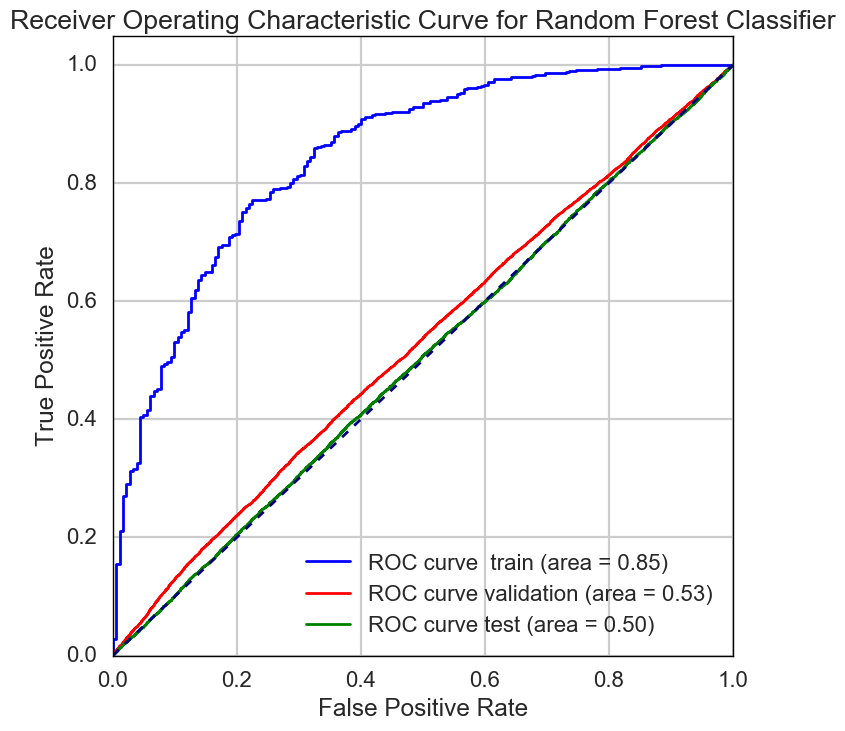 Receiver Operating Characteristic Curve for Random Forest Classifier
1.0
0.8
0.6
0.4
0.2
0.0
True Positive Rate
ROC curve  train (area = 0.85)
ROC curve validation (area = 0.53)
ROC curve test (area = 0.50)
0.0 0.2 0.4 0.6 0.8 1.0
False Positive Rate